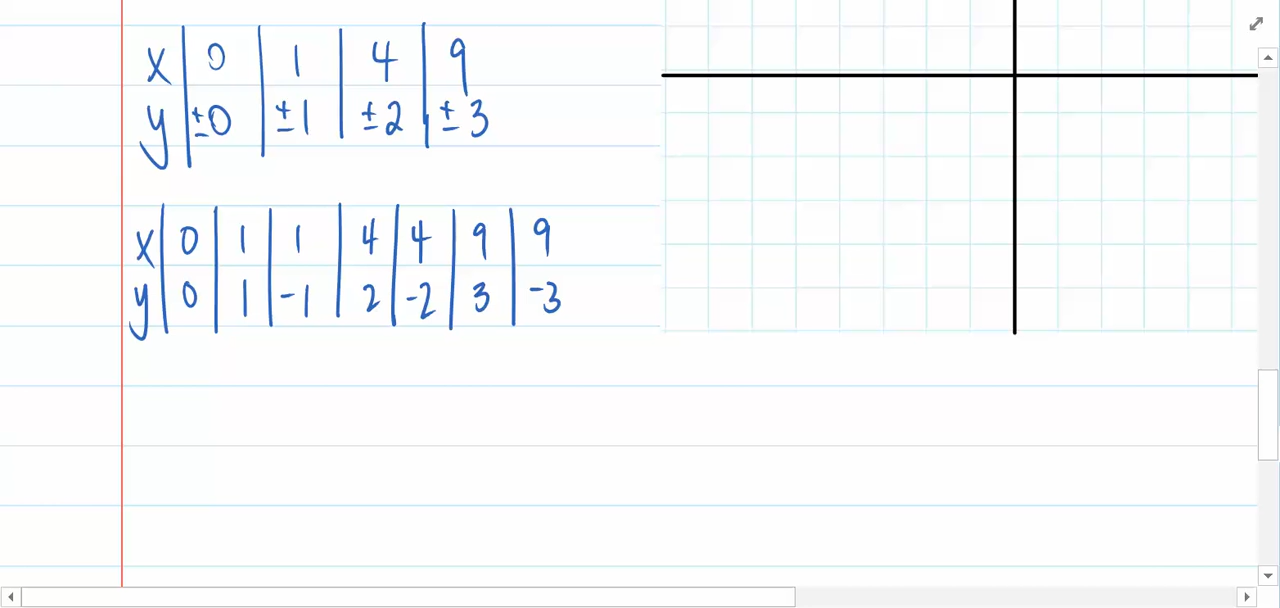 x | 0 | 1 | 4 | 9
y | ±0 | ±1 | ±2 | ±3
x | 0 | 1 | 1 | 4 | 4 | 9 | 9
y | 0 | 1 | -1 | 2 | -2 | 3 | -3